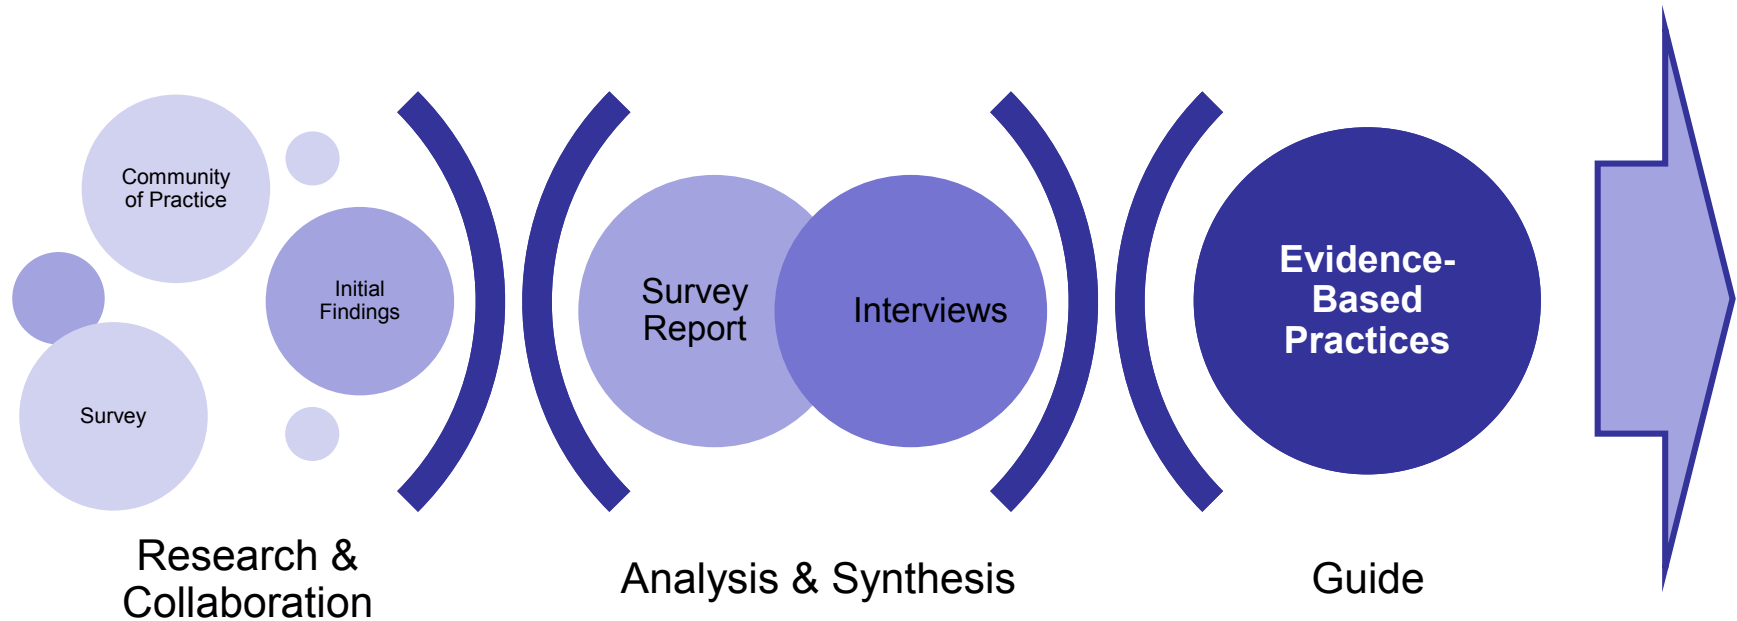 Community
of Practice
Initial
Findings
Survey
Research &
Collaboration
Survey
Report
Interviews
Analysis & Synthesis
Evidence-
Based
Practices
Guide